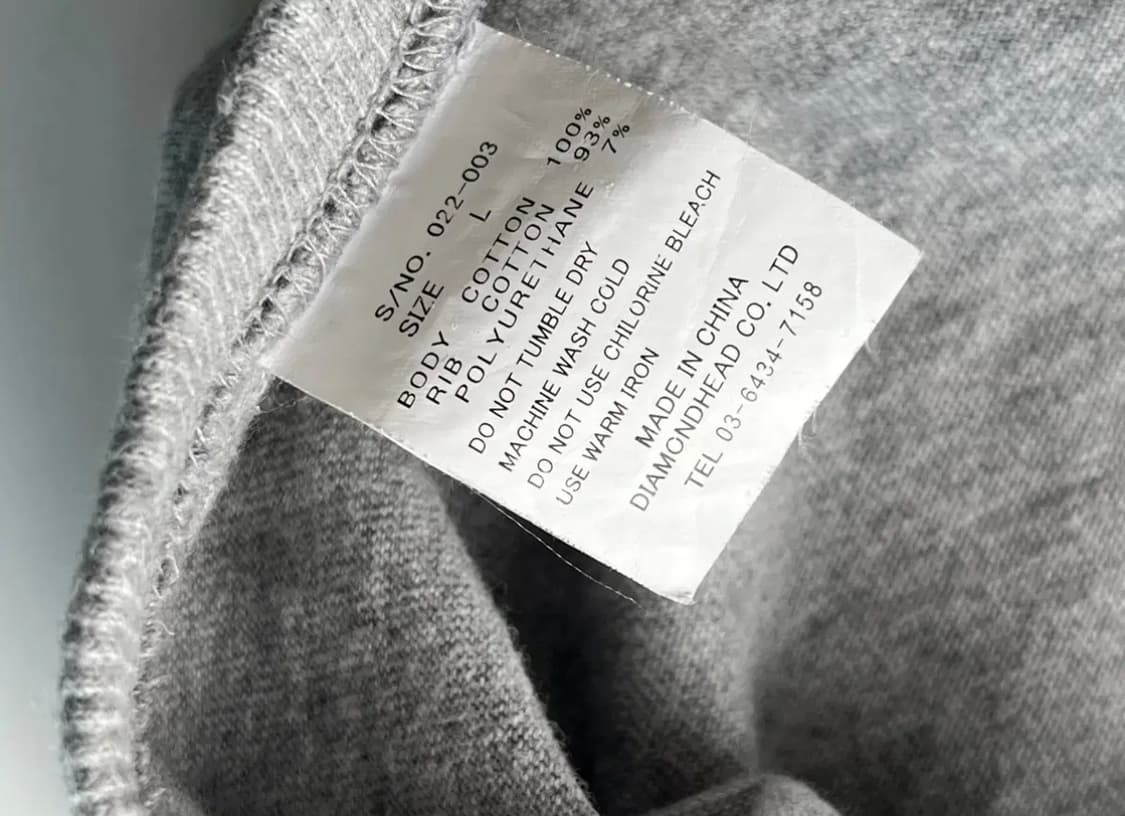 S/NO. 022-003
SIZE L
BODY COTTON 100%
RIB COTTON 93%
POLYURETHANE 7%
DO NOT TUMBLE DRY
MACHINE WASH COLD
DO NOT USE CHILORINE BLEACH
USE WARM IRON
MADE IN CHINA
DIAMONDHEAD CO. LTD
TEL 03-6434-7158